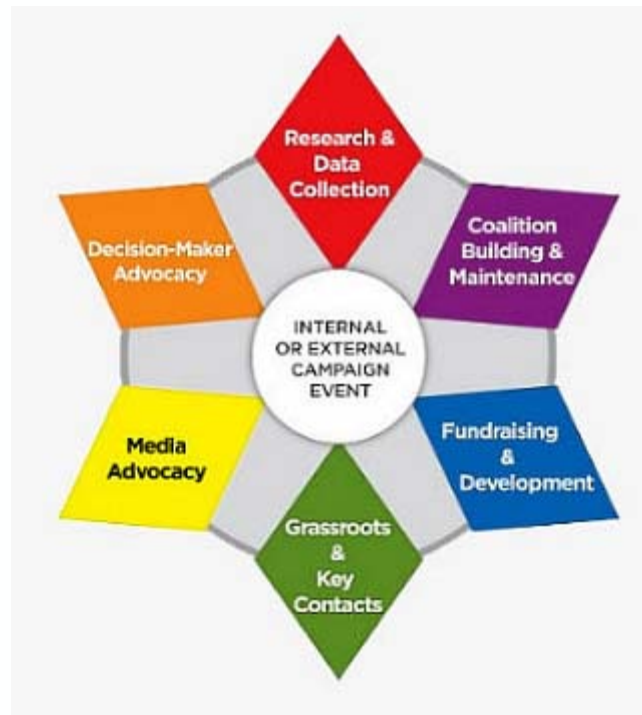 Research &
Data
Collection
Coalition
Building &
Maintenance
Fundraising
&
Development
Grassroots
&
Key
Contacts
Media
Advocacy
Decision-Maker
Advocacy
INTERNAL
OR EXTERNAL
CAMPAIGN
EVENT